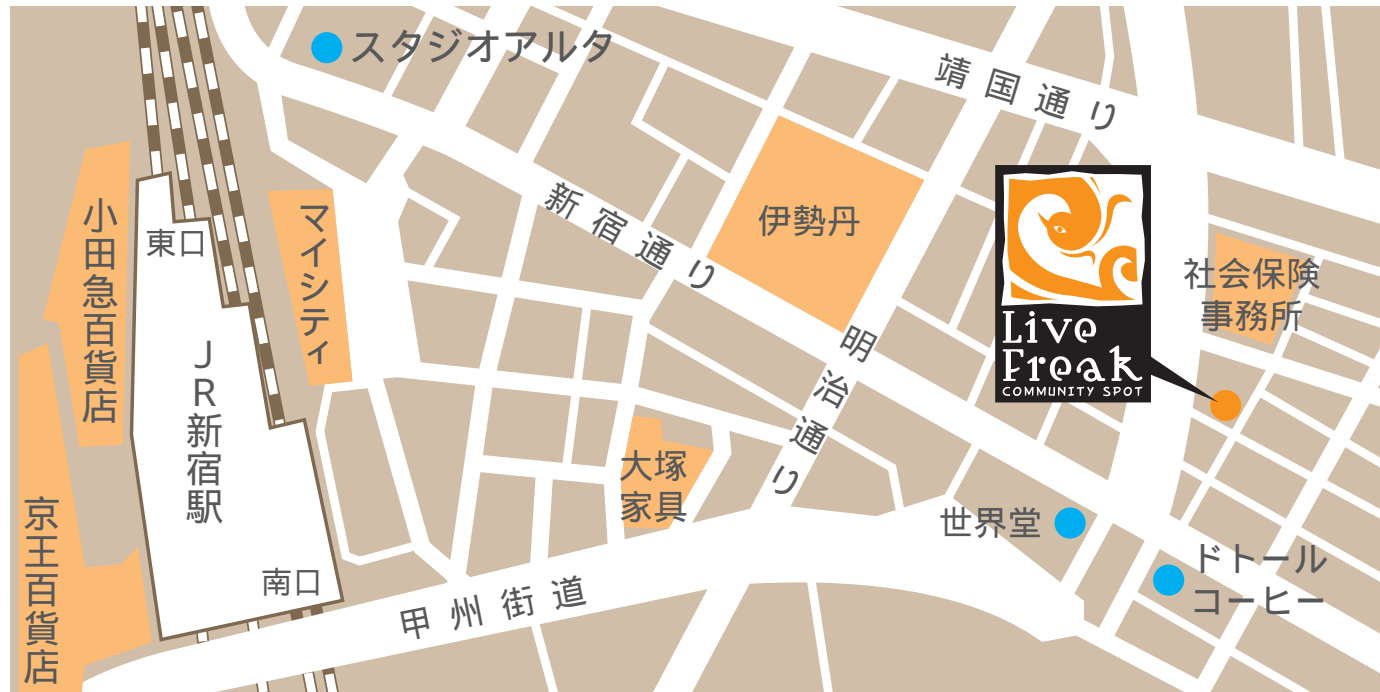 スタジオアルタ
靖国通り
新宿通り
伊勢丹
明治通り
Live
Freak
COMMUNITY SPOT
社会保険
事務所
小田急百貨店
東口
マイシティ
JR新宿駅
南口
京王百貨店
大塚
家具
世界堂
ドトール
コーヒー
甲州街道